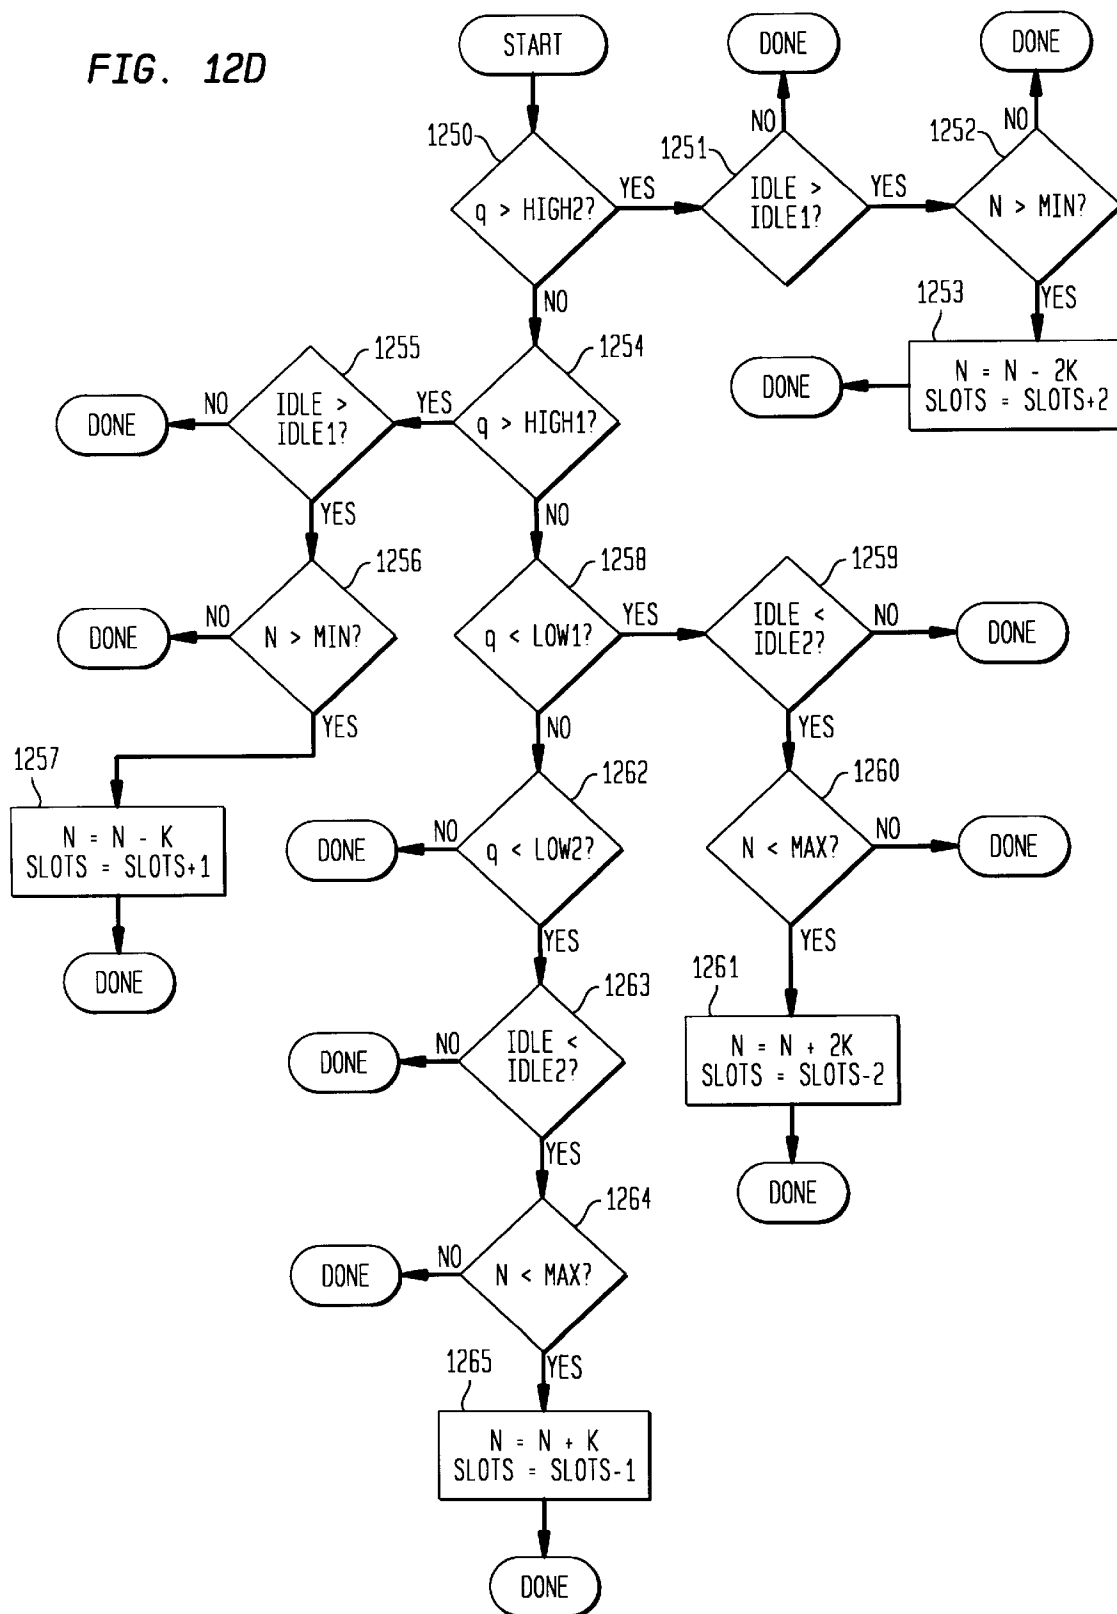 FIG. 12D
START
DONE
DONE
1250
q > HIGH2?
YES
NO
1251
IDLE >
IDLE1?
NO
YES
1252
N > MIN?
NO
YES
1253
N = N - 2K
SLOTS = SLOTS+2
DONE
1254
q > HIGH1?
YES
NO
1255
IDLE >
IDLE1?
NO
DONE
YES
1256
N > MIN?
NO
DONE
YES
1257
N = N - K
SLOTS = SLOTS+1
DONE
1258
q < LOW1?
YES
NO
1259
IDLE <
IDLE2?
NO
DONE
YES
1260
N < MAX?
NO
DONE
YES
1261
N = N + 2K
SLOTS = SLOTS-2
DONE
1262
q < LOW2?
NO
DONE
YES
1263
IDLE <
IDLE2?
NO
DONE
YES
1264
N < MAX?
NO
DONE
YES
1265
N = N + K
SLOTS = SLOTS-1
DONE